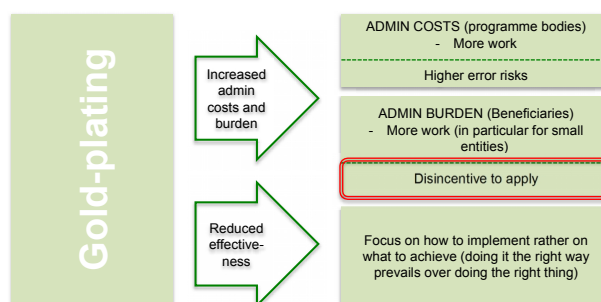 Gold-plating
Increased
admin
costs and
burden
ADMIN COSTS (programme bodies)
- More work
Higher error risks
ADMIN BURDEN (Beneficiaries)
- More work (in particular for small
entities)
Disincentive to apply
Reduced
effective-
ness
Focus on how to implement rather on
what to achieve (doing it the right way
prevails over doing the right thing)